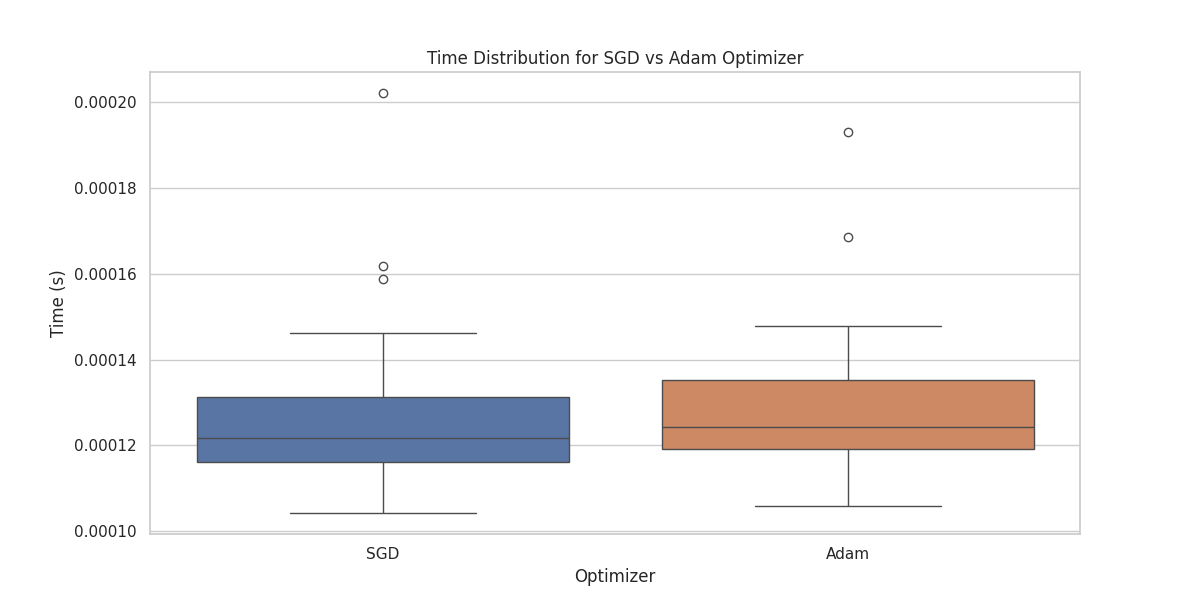 Time Distribution for SGD vs Adam Optimizer
0.00020
0.00018
0.00016
0.00014
0.00012
0.00010
Time (s)
SGD
Adam
Optimizer